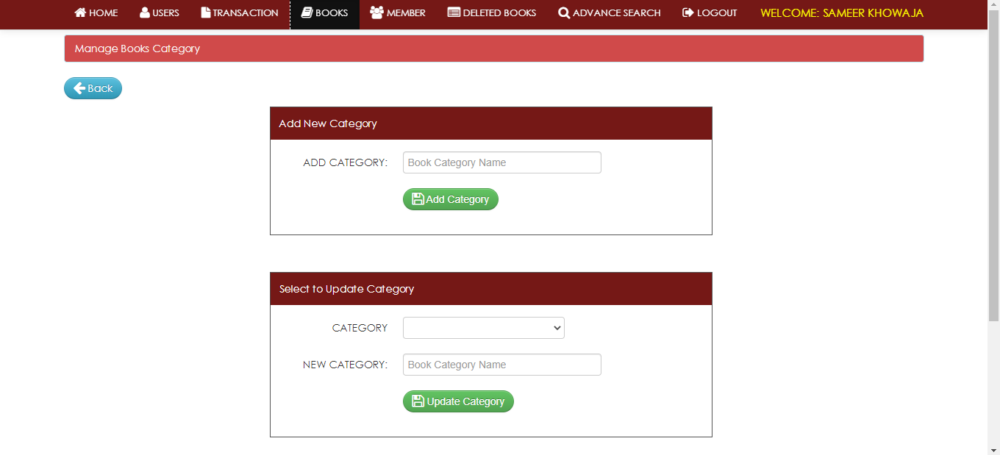 HOME USERS TRANSACTION BOOKS MEMBER DELETED BOOKS ADVANCE SEARCH LOGOUT WELCOME: SAMEER KHOWAJA
Manage Books Category
Back
Add New Category
ADD CATEGORY: Book Category Name
Add Category
Select to Update Category
CATEGORY
NEW CATEGORY: Book Category Name
Update Category